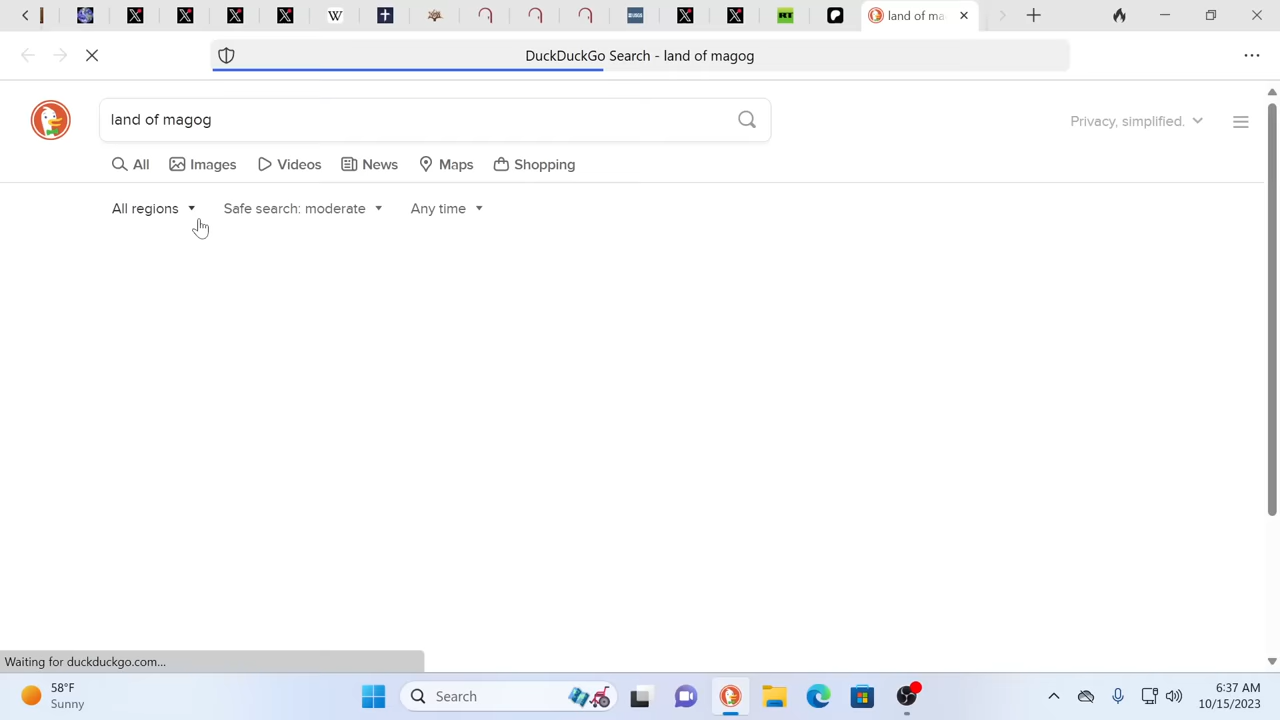 land of ma
DuckDuckGo Search - land of magog
land of magog
Privacy, simplified.
All Images Videos News Maps Shopping
All regions Safe search: moderate Any time
Waiting for duckduckgo.com...
58°F
Sunny
Search
6:37 AM
10/15/2023
X
X
X
X
W
X
X
RT